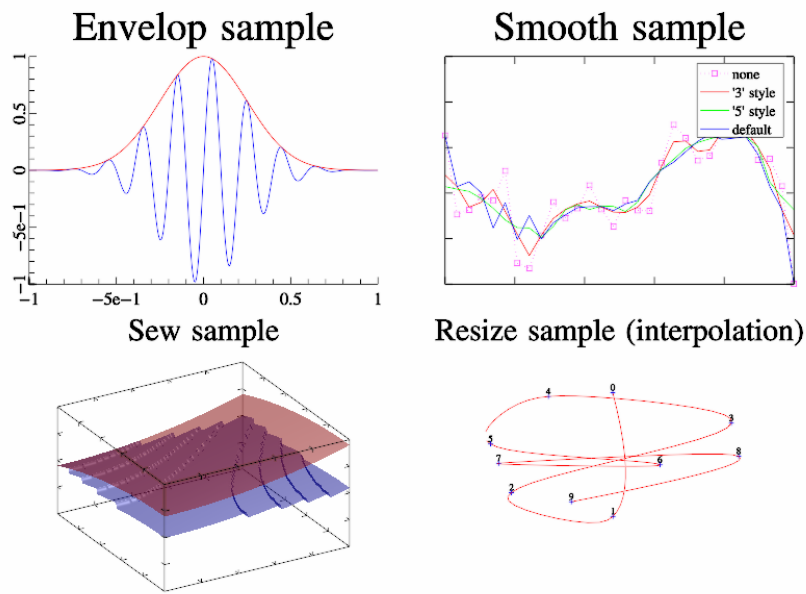 Envelop sample
Smooth sample
1
0.5
0
−5e−1
−1
−1
−5e−1
0
0.5
1
none
'3' style
'5' style
default
Sew sample
Resize sample (interpolation)
4
0
3
5
7
6
8
2
9
1